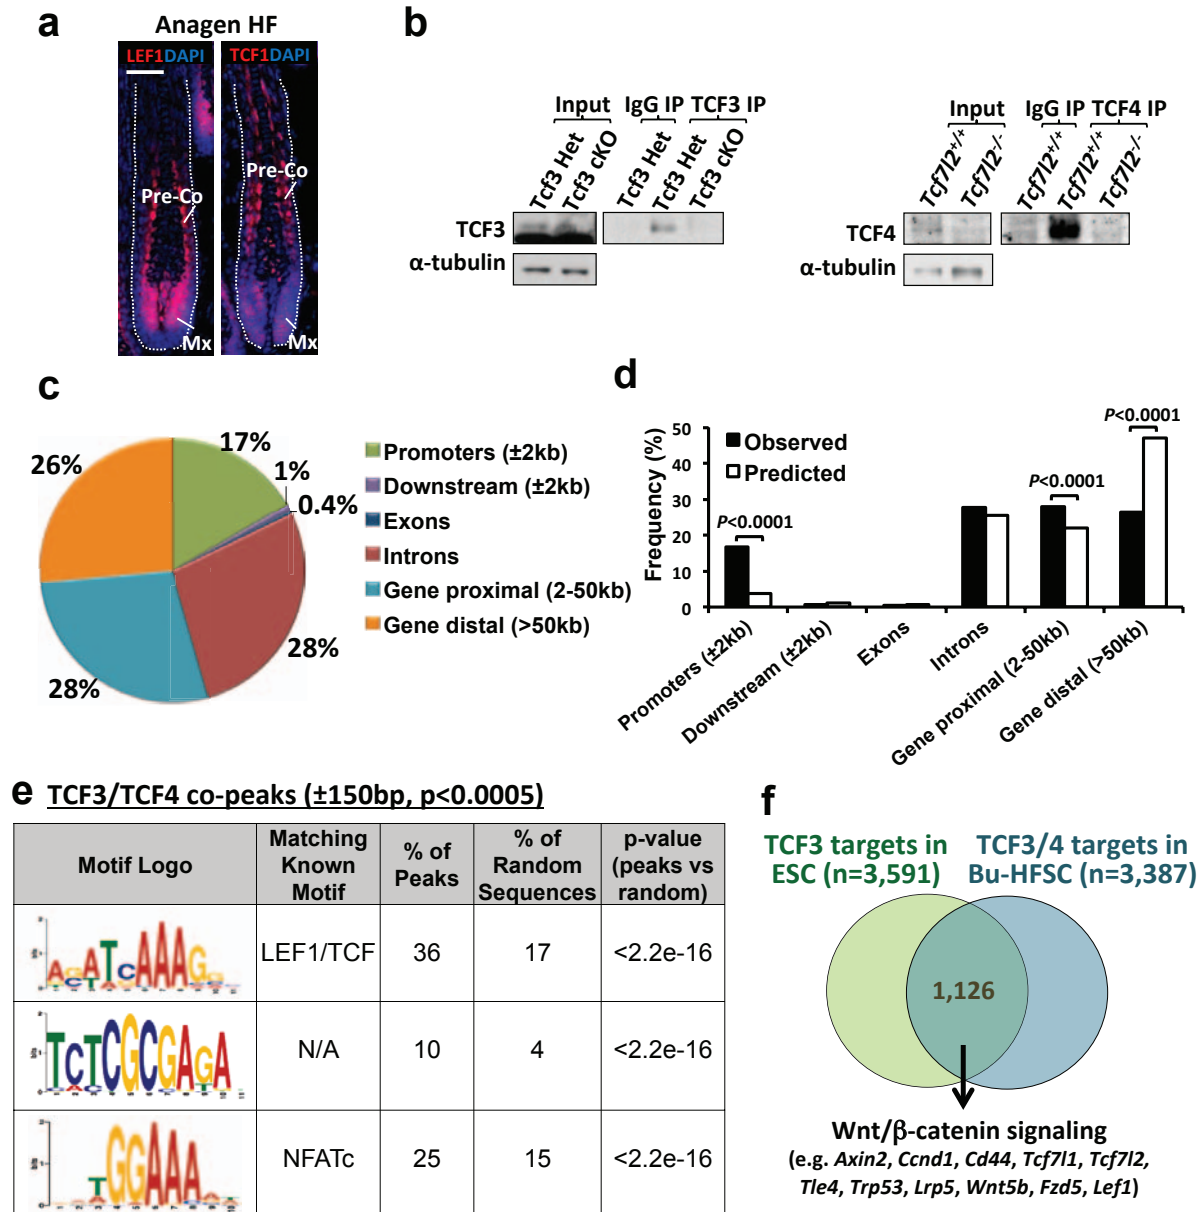 a
Anagen HF
LEF1DAPI
TCF1DAPI
Pre-Co
Pre-Co
Mx
Mx
b
Input
IgG IP
TCF3 IP
Tcf3 Het
Tcf3 cKO
Tcf3 Het
Tcf3 Het
Tcf3 cKO
TCF3
α-tubulin
Input
IgG IP
TCF4 IP
Tcf7l2+/+
Tcf7l2-/-
Tcf7l2+/+
Tcf7l2+/+
Tcf7l2-/-
TCF4
α-tubulin
c
17%
1%
0.4%
28%
28%
26%
Promoters (±2kb)
Downstream (±2kb)
Exons
Introns
Gene proximal (2-50kb)
Gene distal (>50kb)
d
Frequency (%)
50
40
30
20
10
0
Observed
Predicted
P<0.0001
P<0.0001
P<0.0001
Promoters (±2kb)
Downstream (±2kb)
Exons
Introns
Gene proximal (2-50kb)
Gene distal (>50kb)
e TCF3/TCF4 co-peaks (±150bp, p<0.0005)
Motif Logo
Matching
Known
Motif
% of
Peaks
% of
Random
Sequences
p-value
(peaks vs
random)
LEF1/TCF 36 17 <2.2e-16
TCTCGCGAGA N/A 10 4 <2.2e-16
TGGAAA NFATc 25 15 <2.2e-16
f
TCF3 targets in
ESC (n=3,591)
TCF3/4 targets in
Bu-HFSC (n=3,387)
1,126
Wnt/β-catenin signaling
(e.g. Axin2, Ccnd1, Cd44, Tcf7l1, Tcf7l2,
Tle4, Trp53, Lrp5, Wnt5b, Fzd5, Lef1)